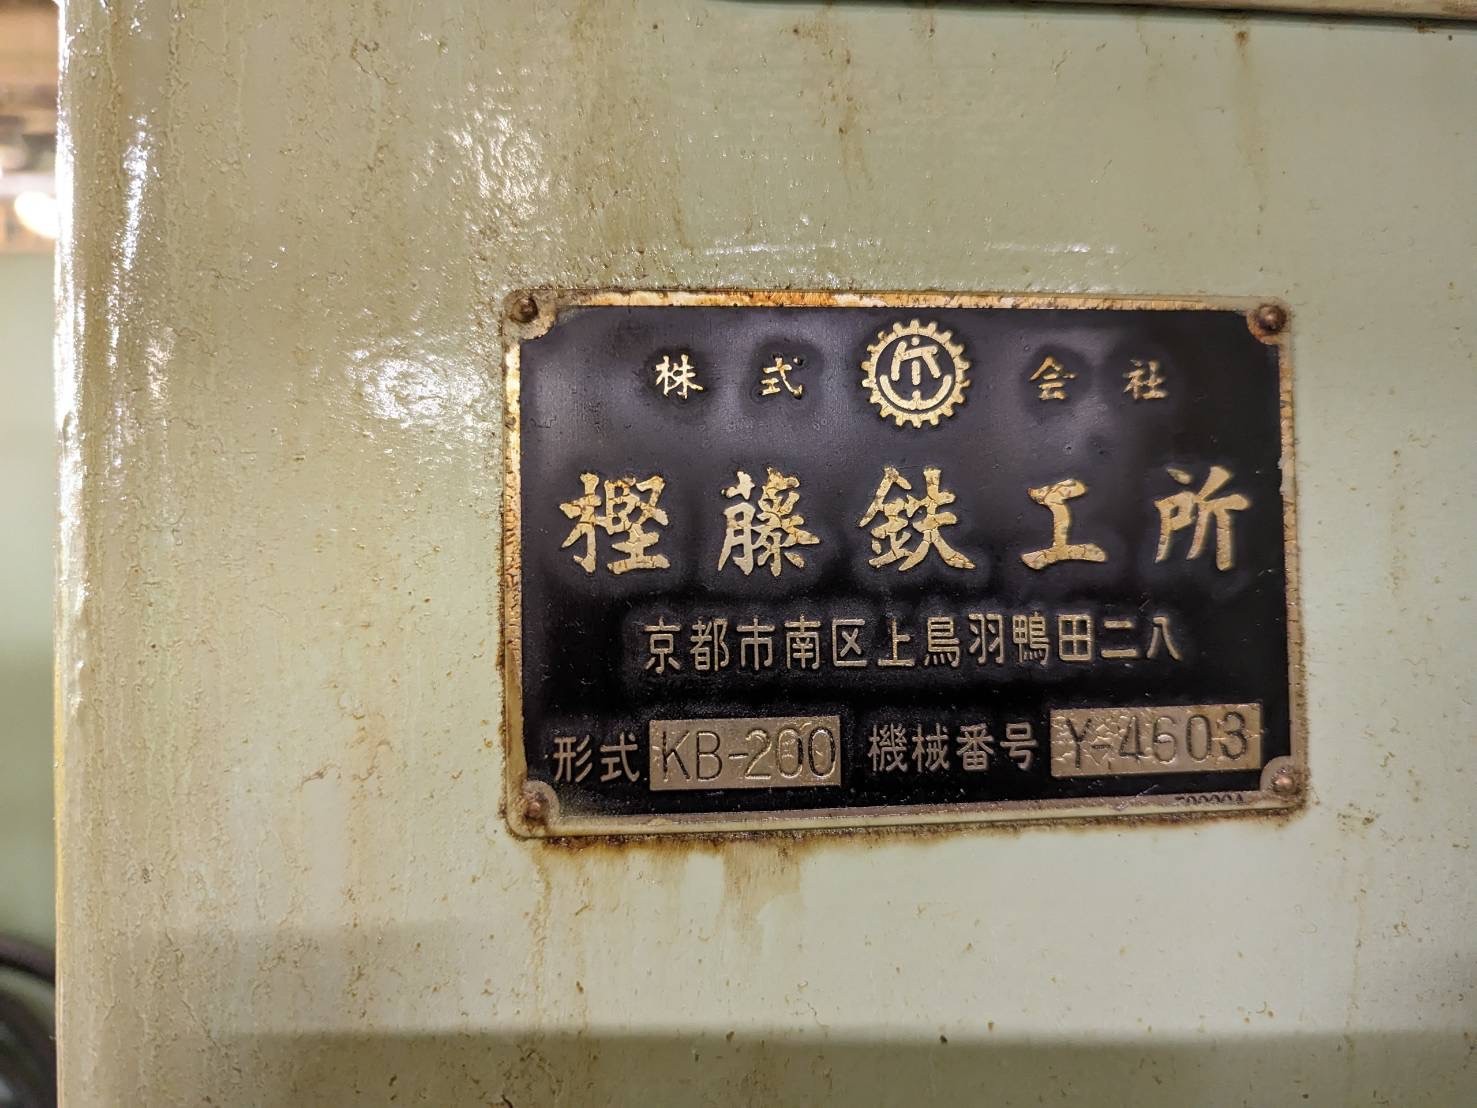 株式会社
樫藤鉄工所
京都市南区上鳥羽鴨田二八
形式 KB-200 機械番号 Y-4603